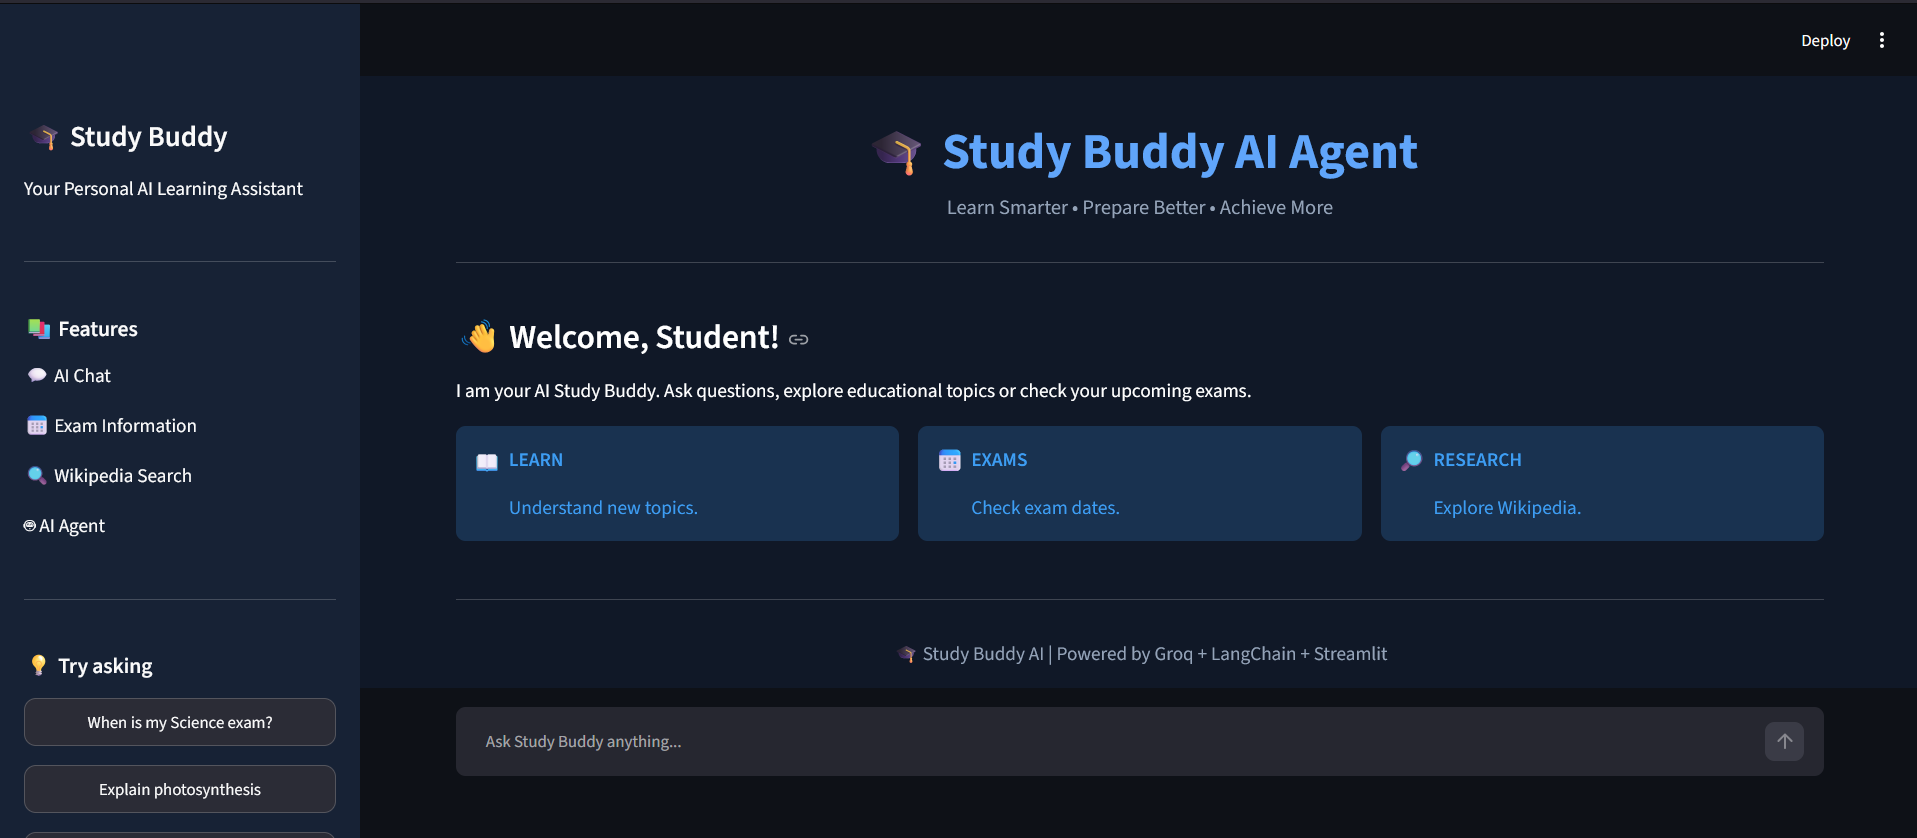 Deploy
🎓 Study Buddy
Your Personal AI Learning Assistant
📚 Features
💬 AI Chat
📅 Exam Information
🔍 Wikipedia Search
🤖 AI Agent
💡 Try asking
When is my Science exam?
Explain photosynthesis
🎓 Study Buddy AI Agent
Learn Smarter • Prepare Better • Achieve More
👋 Welcome, Student!
I am your AI Study Buddy. Ask questions, explore educational topics or check your upcoming exams.
📖 LEARN
Understand new topics.
📅 EXAMS
Check exam dates.
🔎 RESEARCH
Explore Wikipedia.
🎓 Study Buddy AI | Powered by Groq + LangChain + Streamlit
Ask Study Buddy anything...